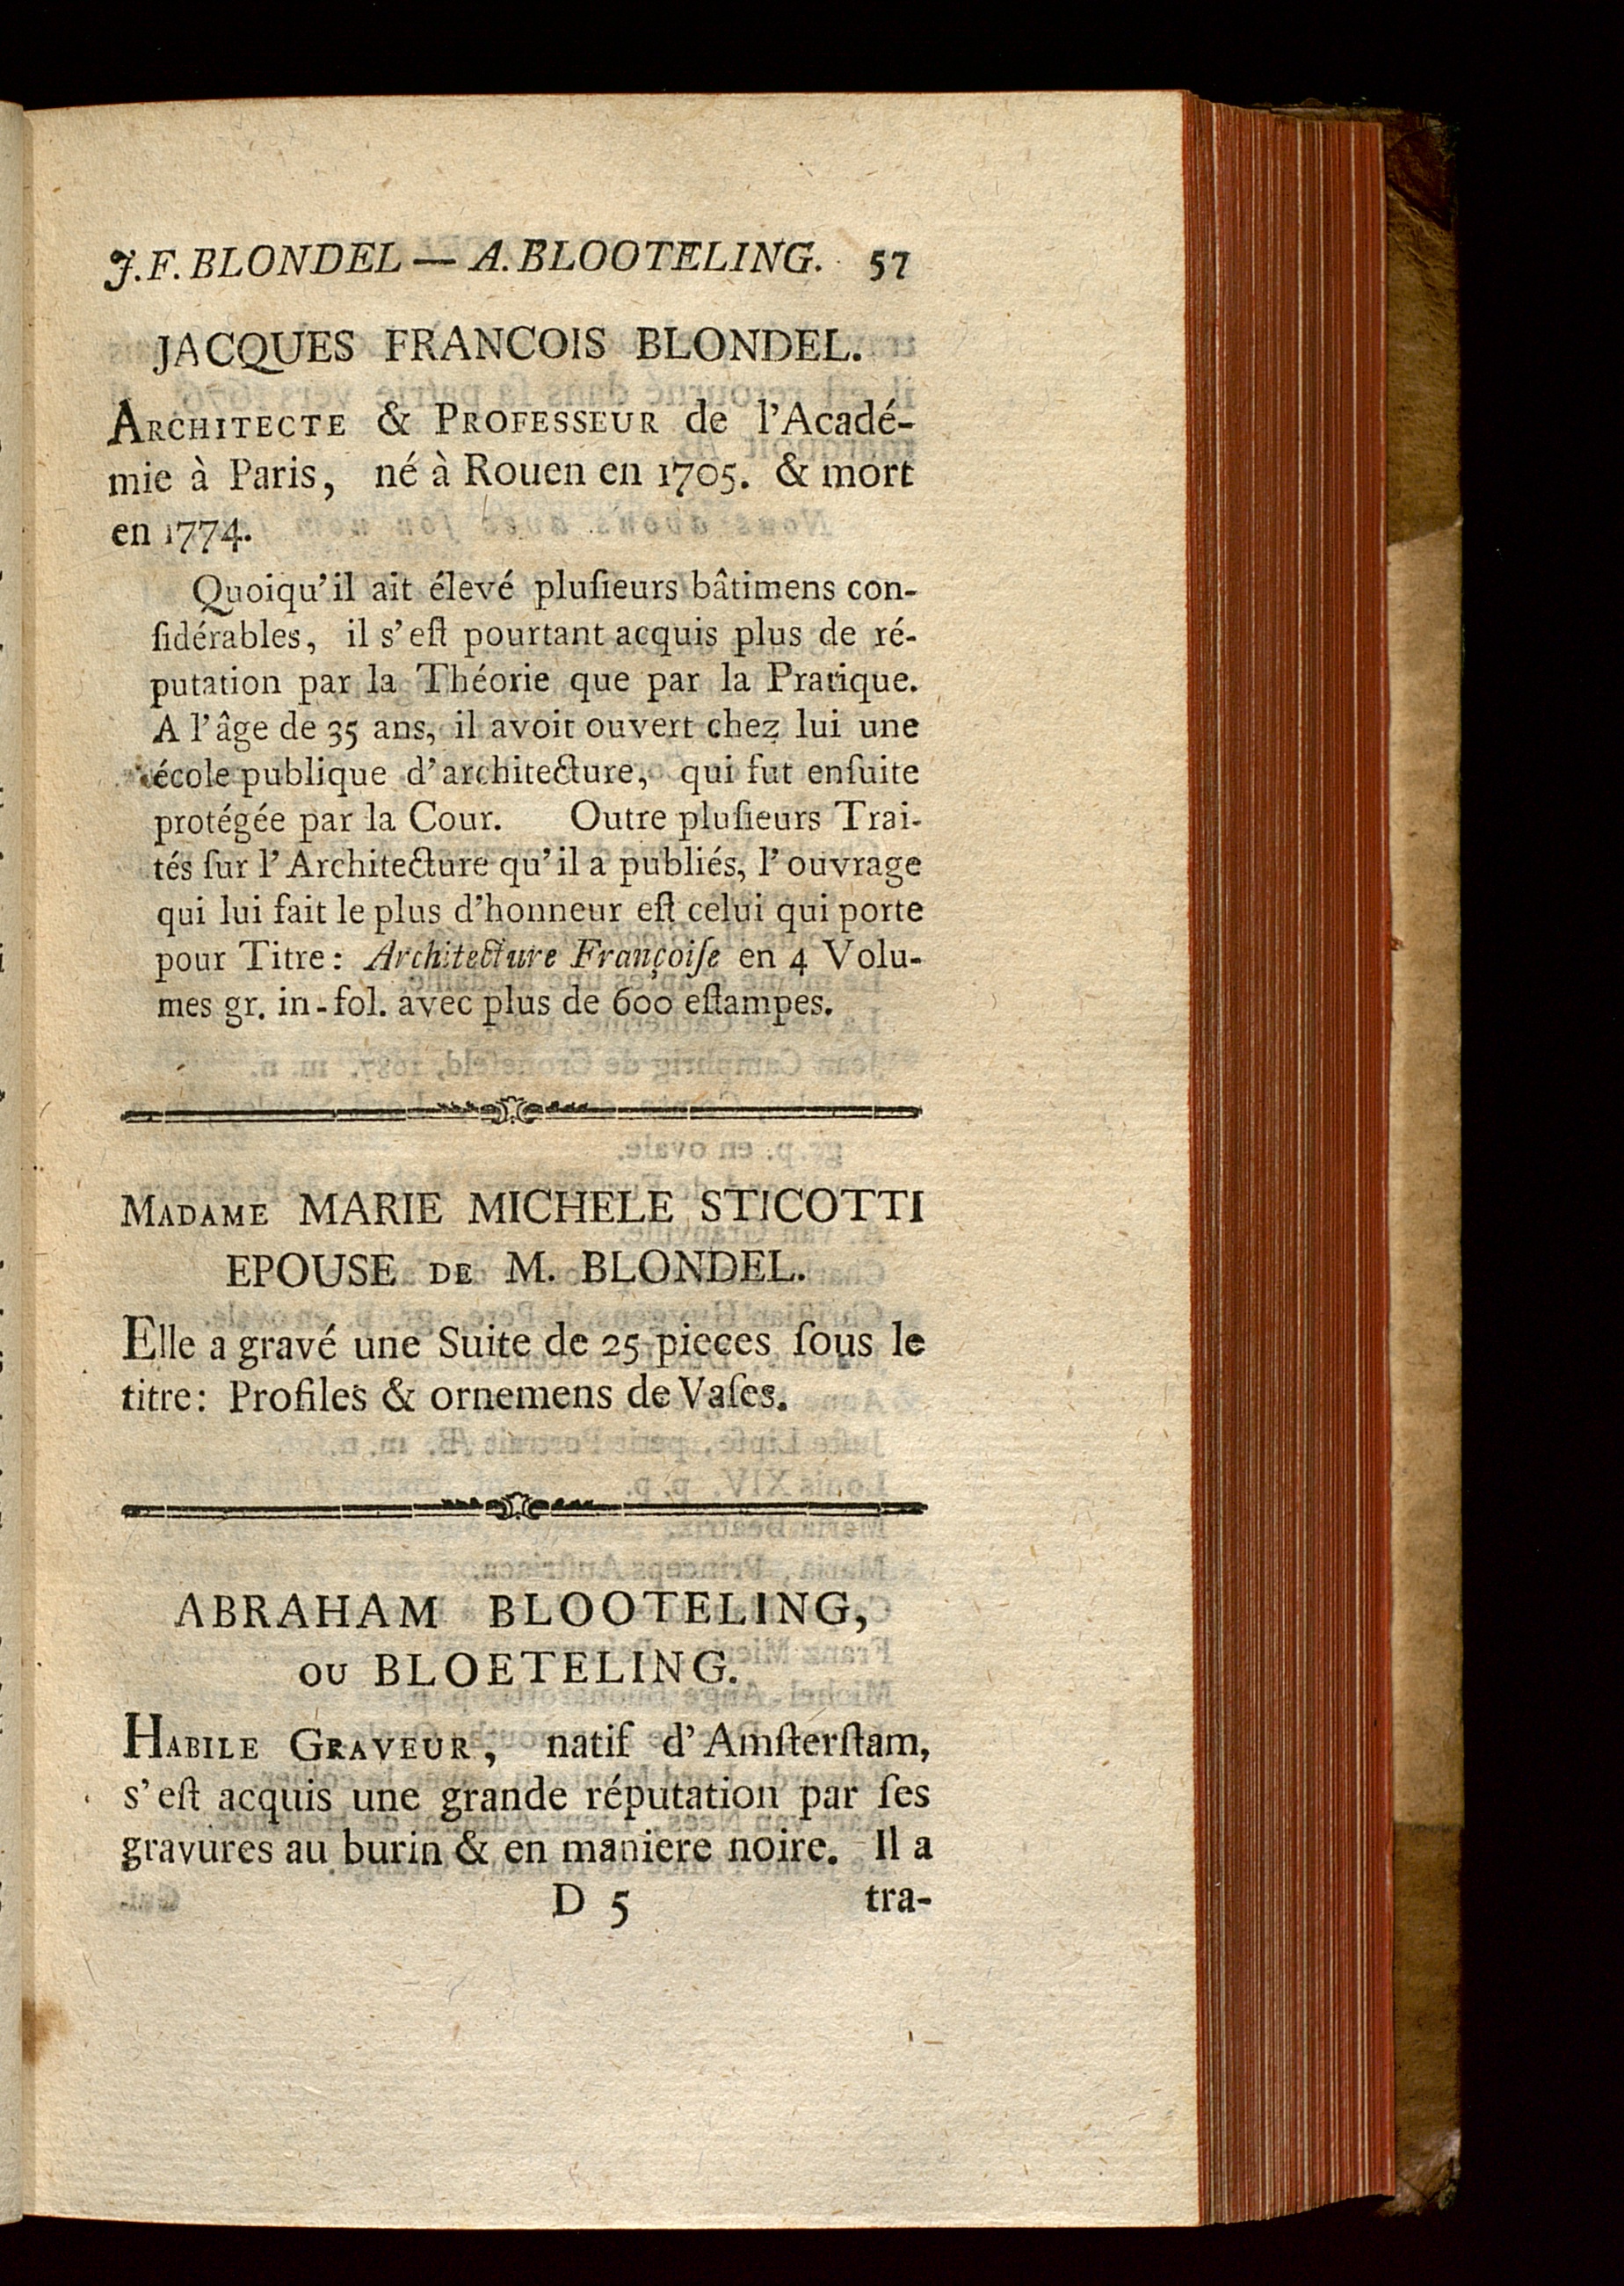 J. F. BLONDEL — A. BLOOTELING. 57
JACQUES FRANCOIS BLONDEL.
ARCHITECTE & PROFESSEUR de l'Acadé-
mie à Paris, né à Rouen en 1705. & mort
en 1774.
Quoiqu'il ait élevé pluſieurs bâtimens con-
ſidérables, il s'eſt pourtant acquis plus de ré-
putation par la Théorie que par la Pratique.
A l'âge de 35 ans, il avoit ouvert chez lui une
école publique d'architecture, qui fut enſuite
protégée par la Cour. Outre pluſieurs Trai-
tés ſur l'Architecture qu'il a publiés, l'ouvrage
qui lui fait le plus d'honneur eſt celui qui porte
pour Titre: Architecture Françoiſe en 4 Volu-
mes gr. in-fol. avec plus de 600 eſtampes.
MADAME MARIE MICHELE STICOTTI
EPOUSE DE M. BLONDEL.
Elle a gravé une Suite de 25 pieces ſous le
titre: Profiles & ornemens de Vaſes.
ABRAHAM BLOOTELING,
OU BLOETELING.
HABILE GRAVEUR, natif d'Amſterſtam,
s'eſt acquis une grande réputation par ſes
gravures au burin & en maniere noire. Il a
D 5 tra-